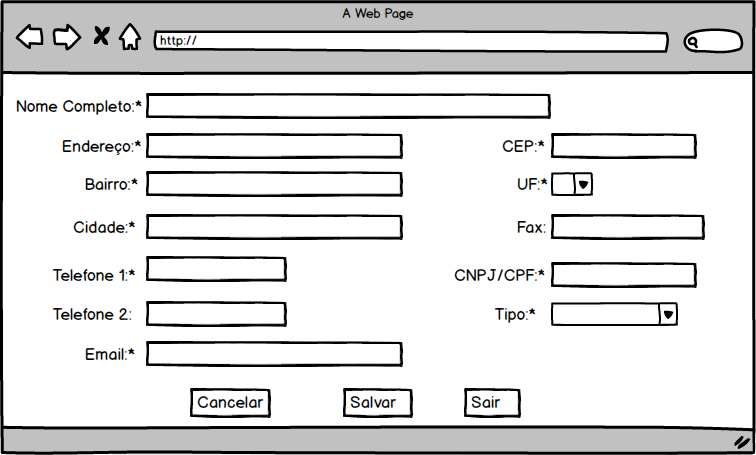 A Web Page
http://
Nome Completo:*
Endereço:* CEP:*
Bairro:* UF:*
Cidade:* Fax:
Telefone 1:* CNPJ/CPF:*
Telefone 2: Tipo:*
Email:*
Cancelar Salvar Sair